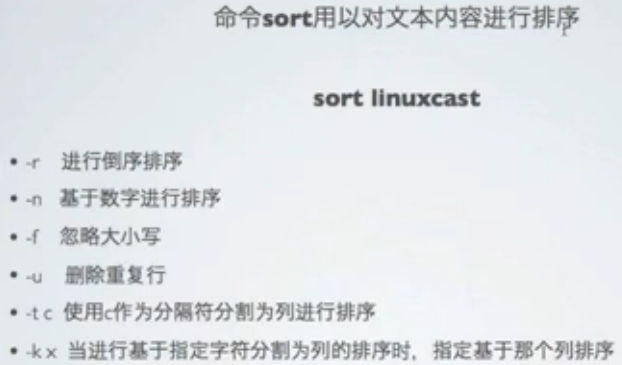 命令sort用以对文本内容进行排序
sort linuxcast
• -r 进行倒序排序
• -n 基于数字进行排序
• -f 忽略大小写
• -u 删除重复行
• -t c 使用c作为分隔符分割为列进行排序
• -k x 当进行基于指定字符分割为列的排序时，指定基于那个列排序